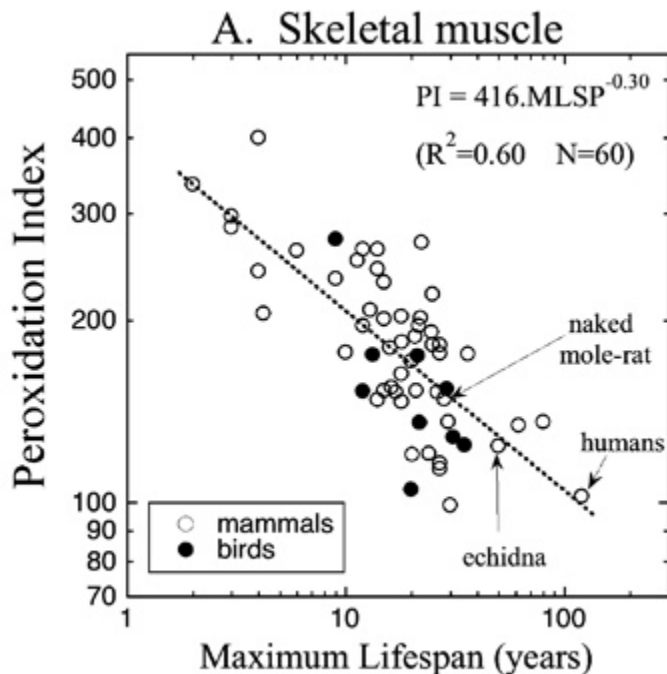 A. Skeletal muscle
500
400
300
200
100
90
80
70
Peroxidation Index
PI = 416.MLSP^-0.30
(R²=0.60 N=60)
naked
mole-rat
humans
echidna
mammals
birds
1
10
100
Maximum Lifespan (years)